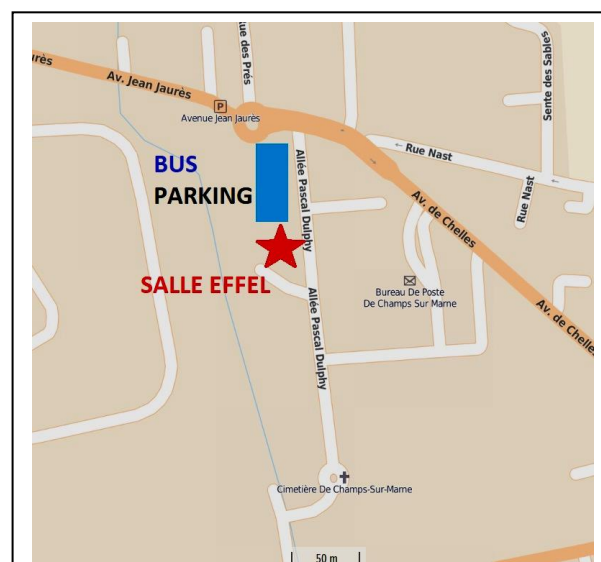 urès
Av. Jean Jaurès
ue des Prés
P
Avenue Jean Jaurès
Sente des Sables
BUS
PARKING
Allée Pascal Dulphy
Rue Nast
Rue Nast
Av. de Chelles
SALLE EFFEL
Bureau De Poste
De Champs Sur Marne
Allée Pascal Dulphy
Av. de Chelles
Cimetière De Champs-Sur-Marne
50 m